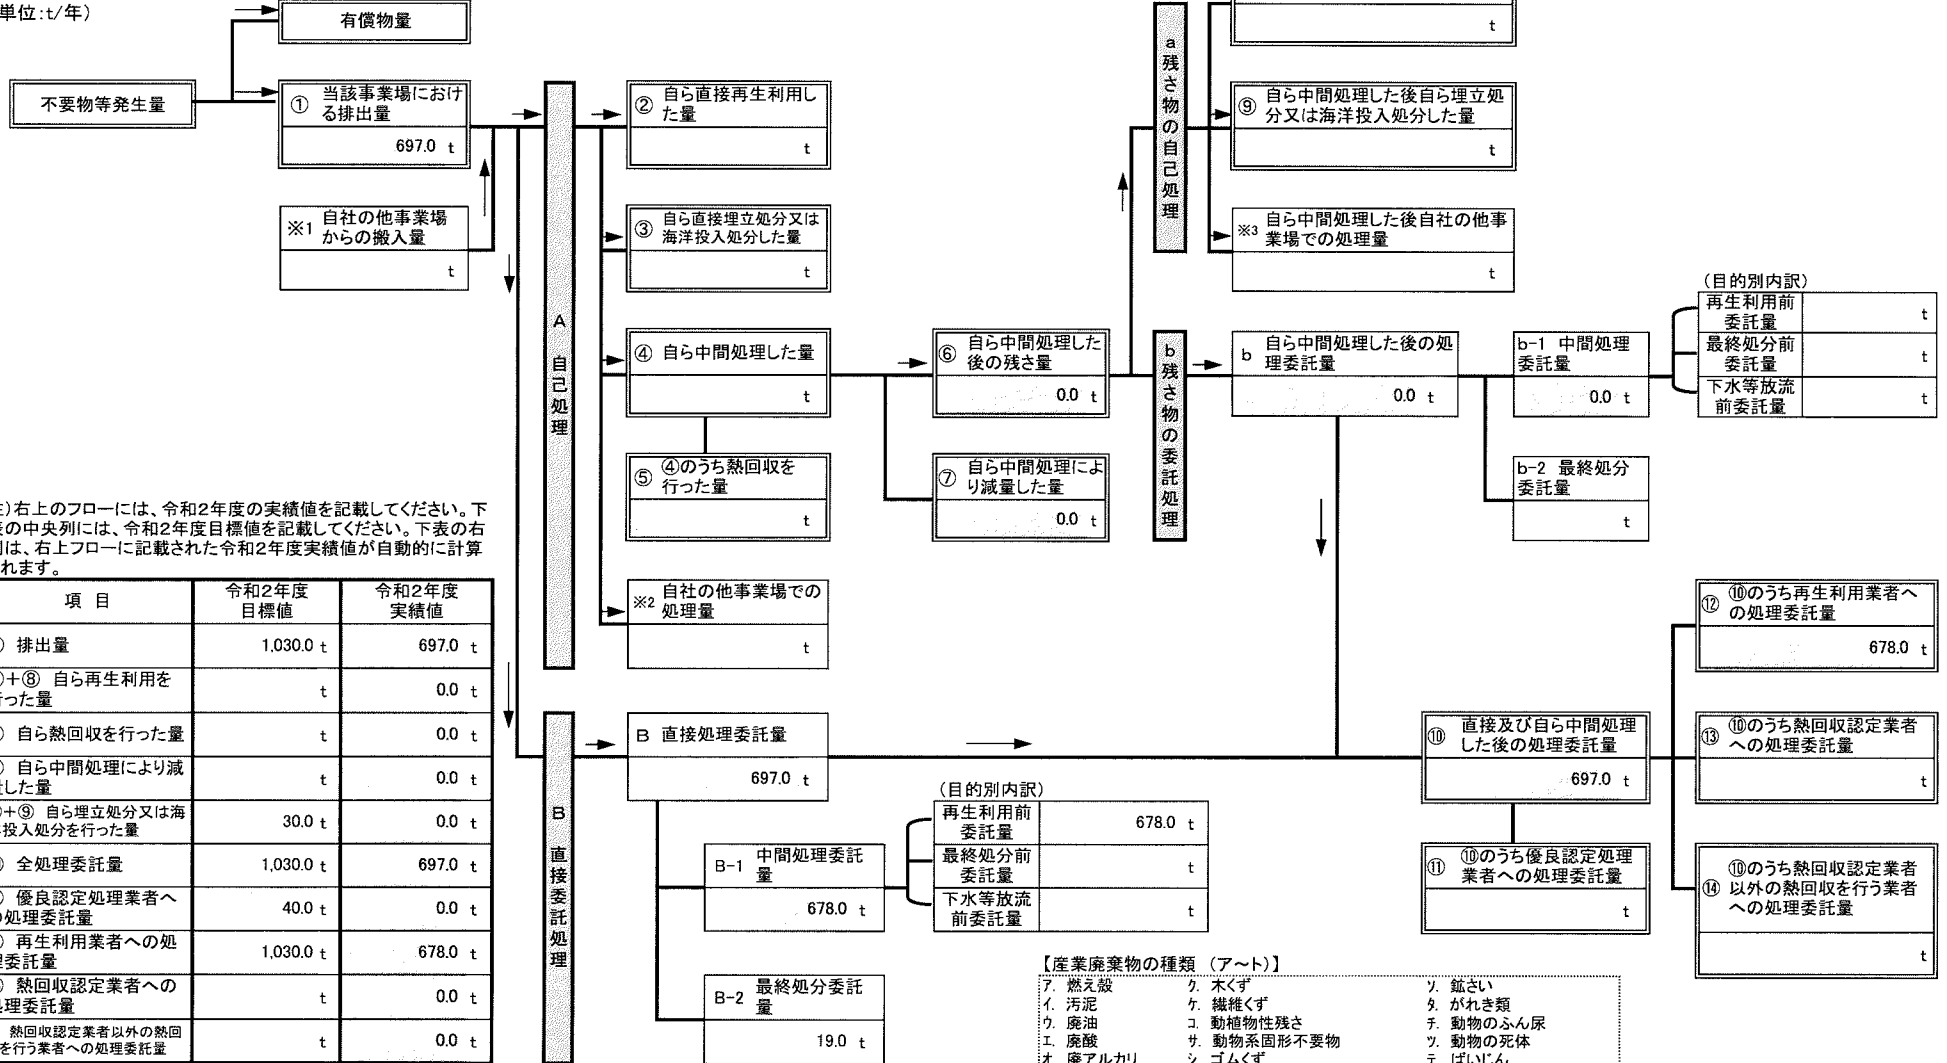 単位:t/年)
有償物量
不要物等発生量
① 当該事業場におけ
る排出量
697.0 t
※1 自社の他事業場
からの搬入量
t
A 自己処理
② 自ら直接再生利用し
た量
t
③ 自ら直接埋立処分又は
海洋投入処分した量
t
④ 自ら中間処理した量
t
⑤ ④のうち熱回収を
行った量
t
※2 自社の他事業場での
処理量
t
⑥ 自ら中間処理した
後の残さ量
0.0 t
⑦ 自ら中間処理によ
り減量した量
0.0 t
a残さ物の自己処理
t
⑨ 自ら中間処理した後自ら埋立処
分又は海洋投入処分した量
t
※3 自ら中間処理した後自社の他事
業場での処理量
t
b残さ物の委託処理
b 自ら中間処理した後の処
理委託量
0.0 t
b-1 中間処理
委託量
0.0 t
(目的別内訳)
再生利用前
委託量
t
最終処分前
委託量
t
下水等放流
前委託量
t
b-2 最終処分
委託量
t
)右上のフローには、令和2年度の実績値を記載してください。下
の中央列には、令和2年度目標値を記載してください。下表の右
は、右上フローに記載された令和2年度実績値が自動的に計算
れます。
項 目 令和2年度
目標値 令和2年度
実績値
) 排出量 1,030.0 t 697.0 t
)+⑧ 自ら再生利用を
った量 t 0.0 t
) 自ら熱回収を行った量 t 0.0 t
) 自ら中間処理により減
した量 t 0.0 t
)+⑨ 自ら埋立処分又は海
投入処分を行った量 30.0 t 0.0 t
全処理委託量 1,030.0 t 697.0 t
) 優良認定処理業者へ
処理委託量 40.0 t 0.0 t
) 再生利用業者への処
委託量 1,030.0 t 678.0 t
熱回収認定業者への
理委託量 t 0.0 t
熱回収認定業者以外の熱回
を行う業者への処理委託量 t 0.0 t
B 直接委託処理
B 直接処理委託量
697.0 t
B-1 中間処理委託
量
678.0 t
B-2 最終処分委託
量
19.0 t
(目的別内訳)
再生利用前
委託量
678.0 t
最終処分前
委託量
t
下水等放流
前委託量
t
⑩ 直接及び自ら中間処理
した後の処理委託量
697.0 t
⑪ ⑩のうち優良認定処理
業者への処理委託量
t
⑫ ⑩のうち再生利用業者へ
の処理委託量
678.0 t
⑬ ⑩のうち熱回収認定業者
への処理委託量
t
⑭ ⑩のうち熱回収認定業者
以外の熱回収を行う業者
への処理委託量
t
【産業廃棄物の種類 (ア~ト)】
ア. 燃え殻 ク. 木くず ソ. 鉱さい
イ. 汚泥 ケ. 繊維くず タ. がれき類
ウ. 廃油 コ. 動植物性残さ チ. 動物のふん尿
エ. 廃酸 サ. 動物系固形不要物 ツ. 動物の死体
オ. 廃アルカリ シ. ゴムくず テ. ばいじん